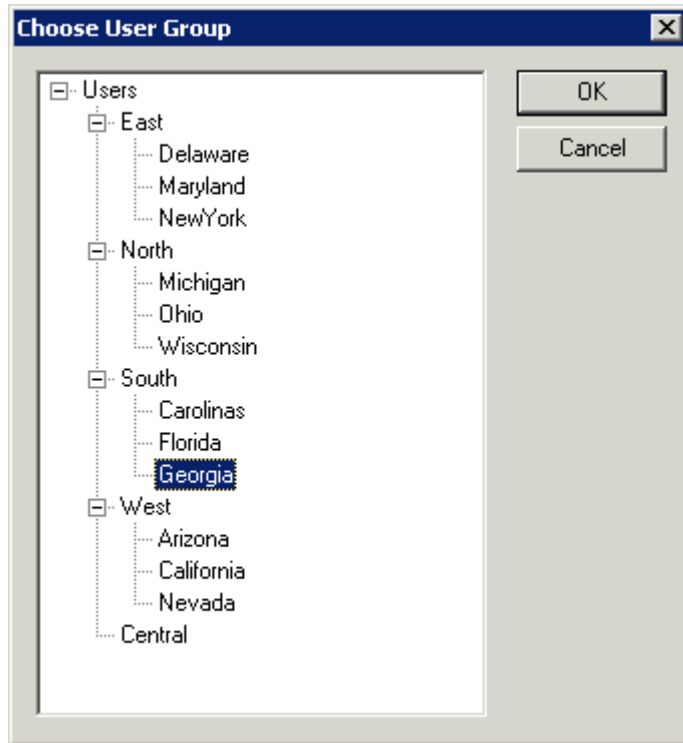 Choose User Group
Users
East
Delaware
Maryland
NewYork
North
Michigan
Ohio
Wisconsin
South
Carolinas
Florida
Georgia
West
Arizona
California
Nevada
Central
OK
Cancel